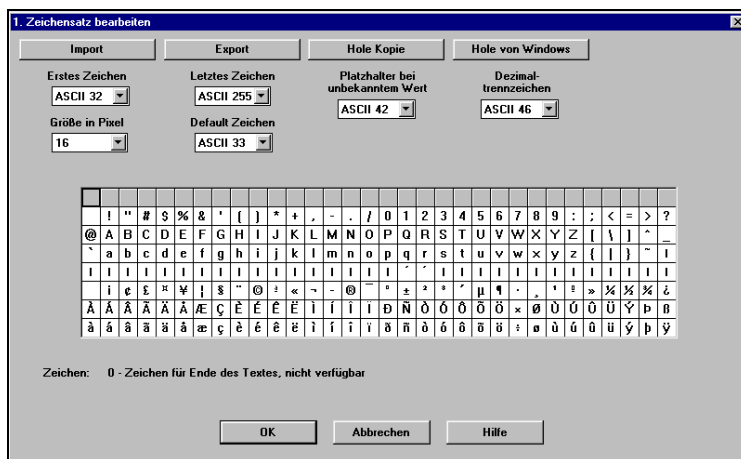 1. Zeichensatz bearbeiten
Import Export Hole Kopie Hole von Windows
Erstes Zeichen Letztes Zeichen Platzhalter bei unbekanntem Wert Dezimal-trennzeichen
ASCII 32 ASCII 255 ASCII 42 ASCII 46
Größe in Pixel Default Zeichen
16 ASCII 33
! " # $ % & ' ( ) * + , - . / 0 1 2 3 4 5 6 7 8 9 : ; < = > ?
@ A B C D E F G H I J K L M N O P Q R S T U V W X Y Z [ \ ] ^ _
` a b c d e f g h i j k l m n o p q r s t u v w x y z { | } ~ I
I I I I I I I I I I I I I I I I I ´ ´ I I I I I I I I I I I I I
¡ ¢ £ ¤ ¥ ¦ § ¨ © ª « ¬ - ® ¯ ° ± ² ³ ´ µ ¶ · ¸ ¹ º » ¼ ½ ¾ ¿
À Á Â Ã Ä Å Æ Ç È É Ê Ë Ì Í Î Ï Ð Ñ Ò Ó Ô Õ Ö × Ø Ù Ú Û Ü Ý Þ ß
à á â ã ä å æ ç è é ê ë ì í î ï ð ñ ò ó ô õ ö ÷ ø ù ú û ü ý þ ÿ
Zeichen: 0 - Zeichen für Ende des Textes, nicht verfügbar
OK Abbrechen Hilfe